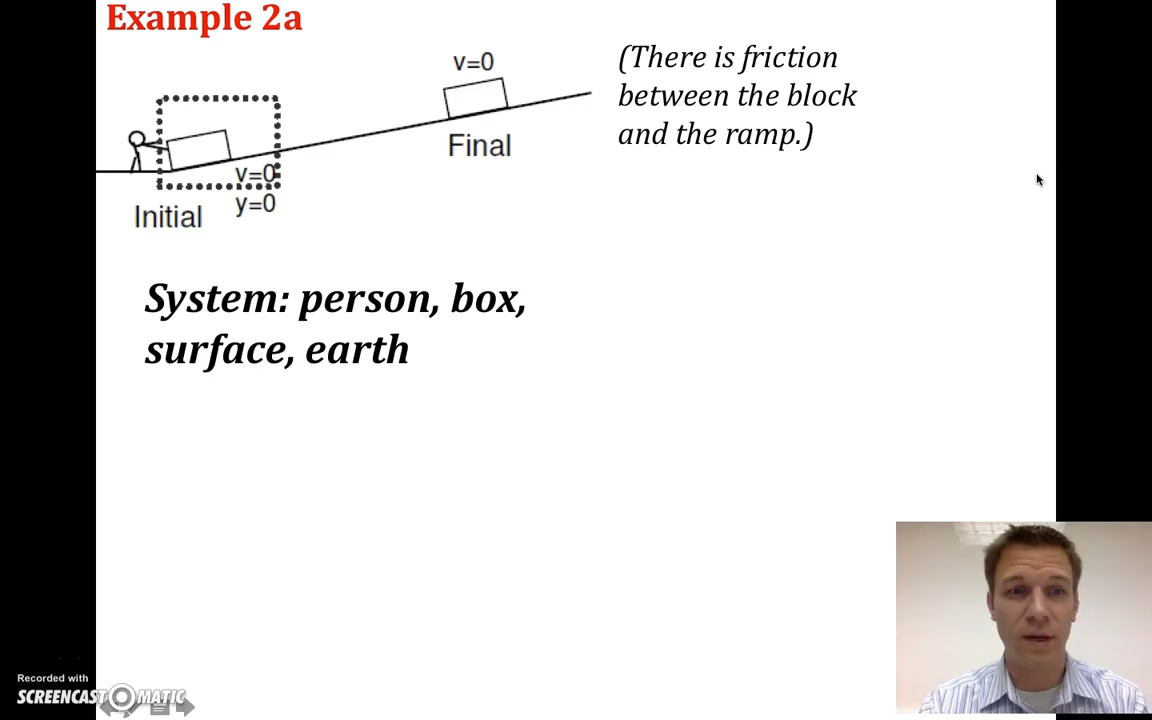 Example 2a
v=0
(There is friction
between the block
and the ramp.)
Final
v=0
y=0
Initial
System: person, box,
surface, earth
Recorded with
SCREENCAST MATIC